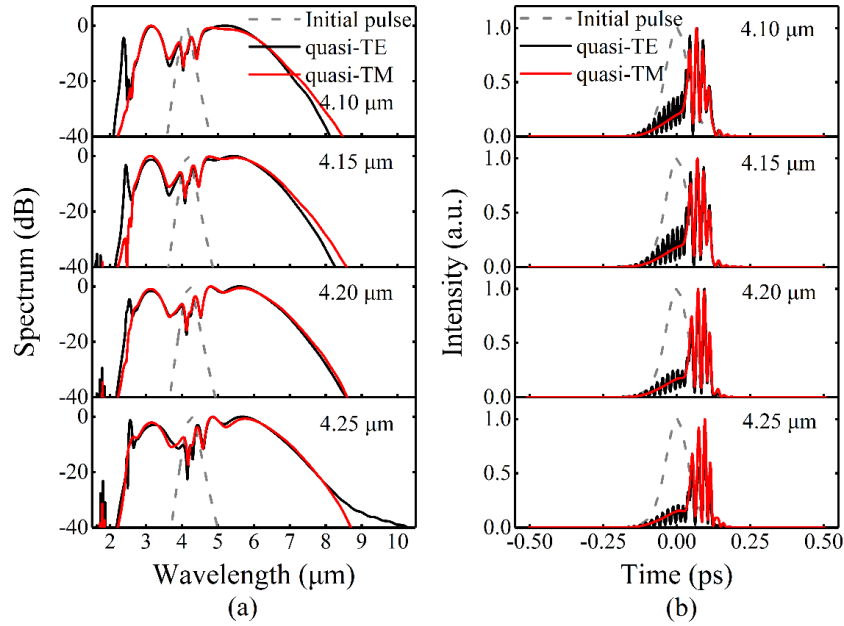 0
-20
-40
Initial pulse
quasi-TE
quasi-TM
4.10 μm
0
-20
-40
4.15 μm
0
-20
-40
4.20 μm
0
-20
-40
4.25 μm
2 3 4 5 6 7 8 9 10
Spectrum (dB)
Wavelength (μm)
(a)
1.0
0.5
0.0
Initial pulse
quasi-TE
quasi-TM
4.10 μm
1.0
0.5
0.0
4.15 μm
1.0
0.5
0.0
4.20 μm
1.0
0.5
0.0
4.25 μm
-0.50 -0.25 0.00 0.25 0.50
Intensity (a.u.)
Time (ps)
(b)